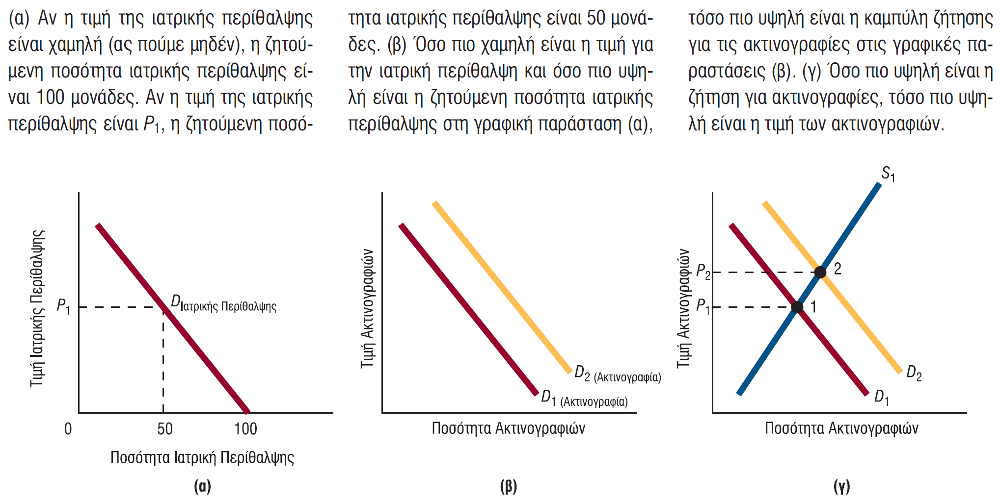 (α) Αν η τιμή της ιατρικής περίθαλψης
είναι χαμηλή (ας πούμε μηδέν), η ζητού-
μενη ποσότητα ιατρικής περίθαλψης εί-
ναι 100 μονάδες. Αν η τιμή της ιατρικής
περίθαλψης είναι P1, η ζητούμενη ποσό-
τητα ιατρικής περίθαλψης είναι 50 μονά-
δες. (β) Όσο πιο χαμηλή είναι η τιμή για
την ιατρική περίθαλψη και όσο πιο υψη-
λή είναι η ζητούμενη ποσότητα ιατρικής
περίθαλψης στη γραφική παράσταση (α),
τόσο πιο υψηλή είναι η καμπύλη ζήτησης
για τις ακτινογραφίες στις γραφικές πα-
ραστάσεις (β). (γ) Όσο πιο υψηλή είναι η
ζήτηση για ακτινογραφίες, τόσο πιο υψη-
λή είναι η τιμή των ακτινογραφιών.
Τιμή Ιατρικής Περίθαλψης
P1
DΙατρικής Περίθαλψης
0
50
100
Ποσότητα Ιατρική Περίθαλψης
(α)
Τιμή Ακτινογραφιών
D2 (Ακτινογραφία)
D1 (Ακτινογραφία)
Ποσότητα Ακτινογραφιών
(β)
Τιμή Ακτινογραφιών
S1
P2
2
P1
1
D2
D1
Ποσότητα Ακτινογραφιών
(γ)